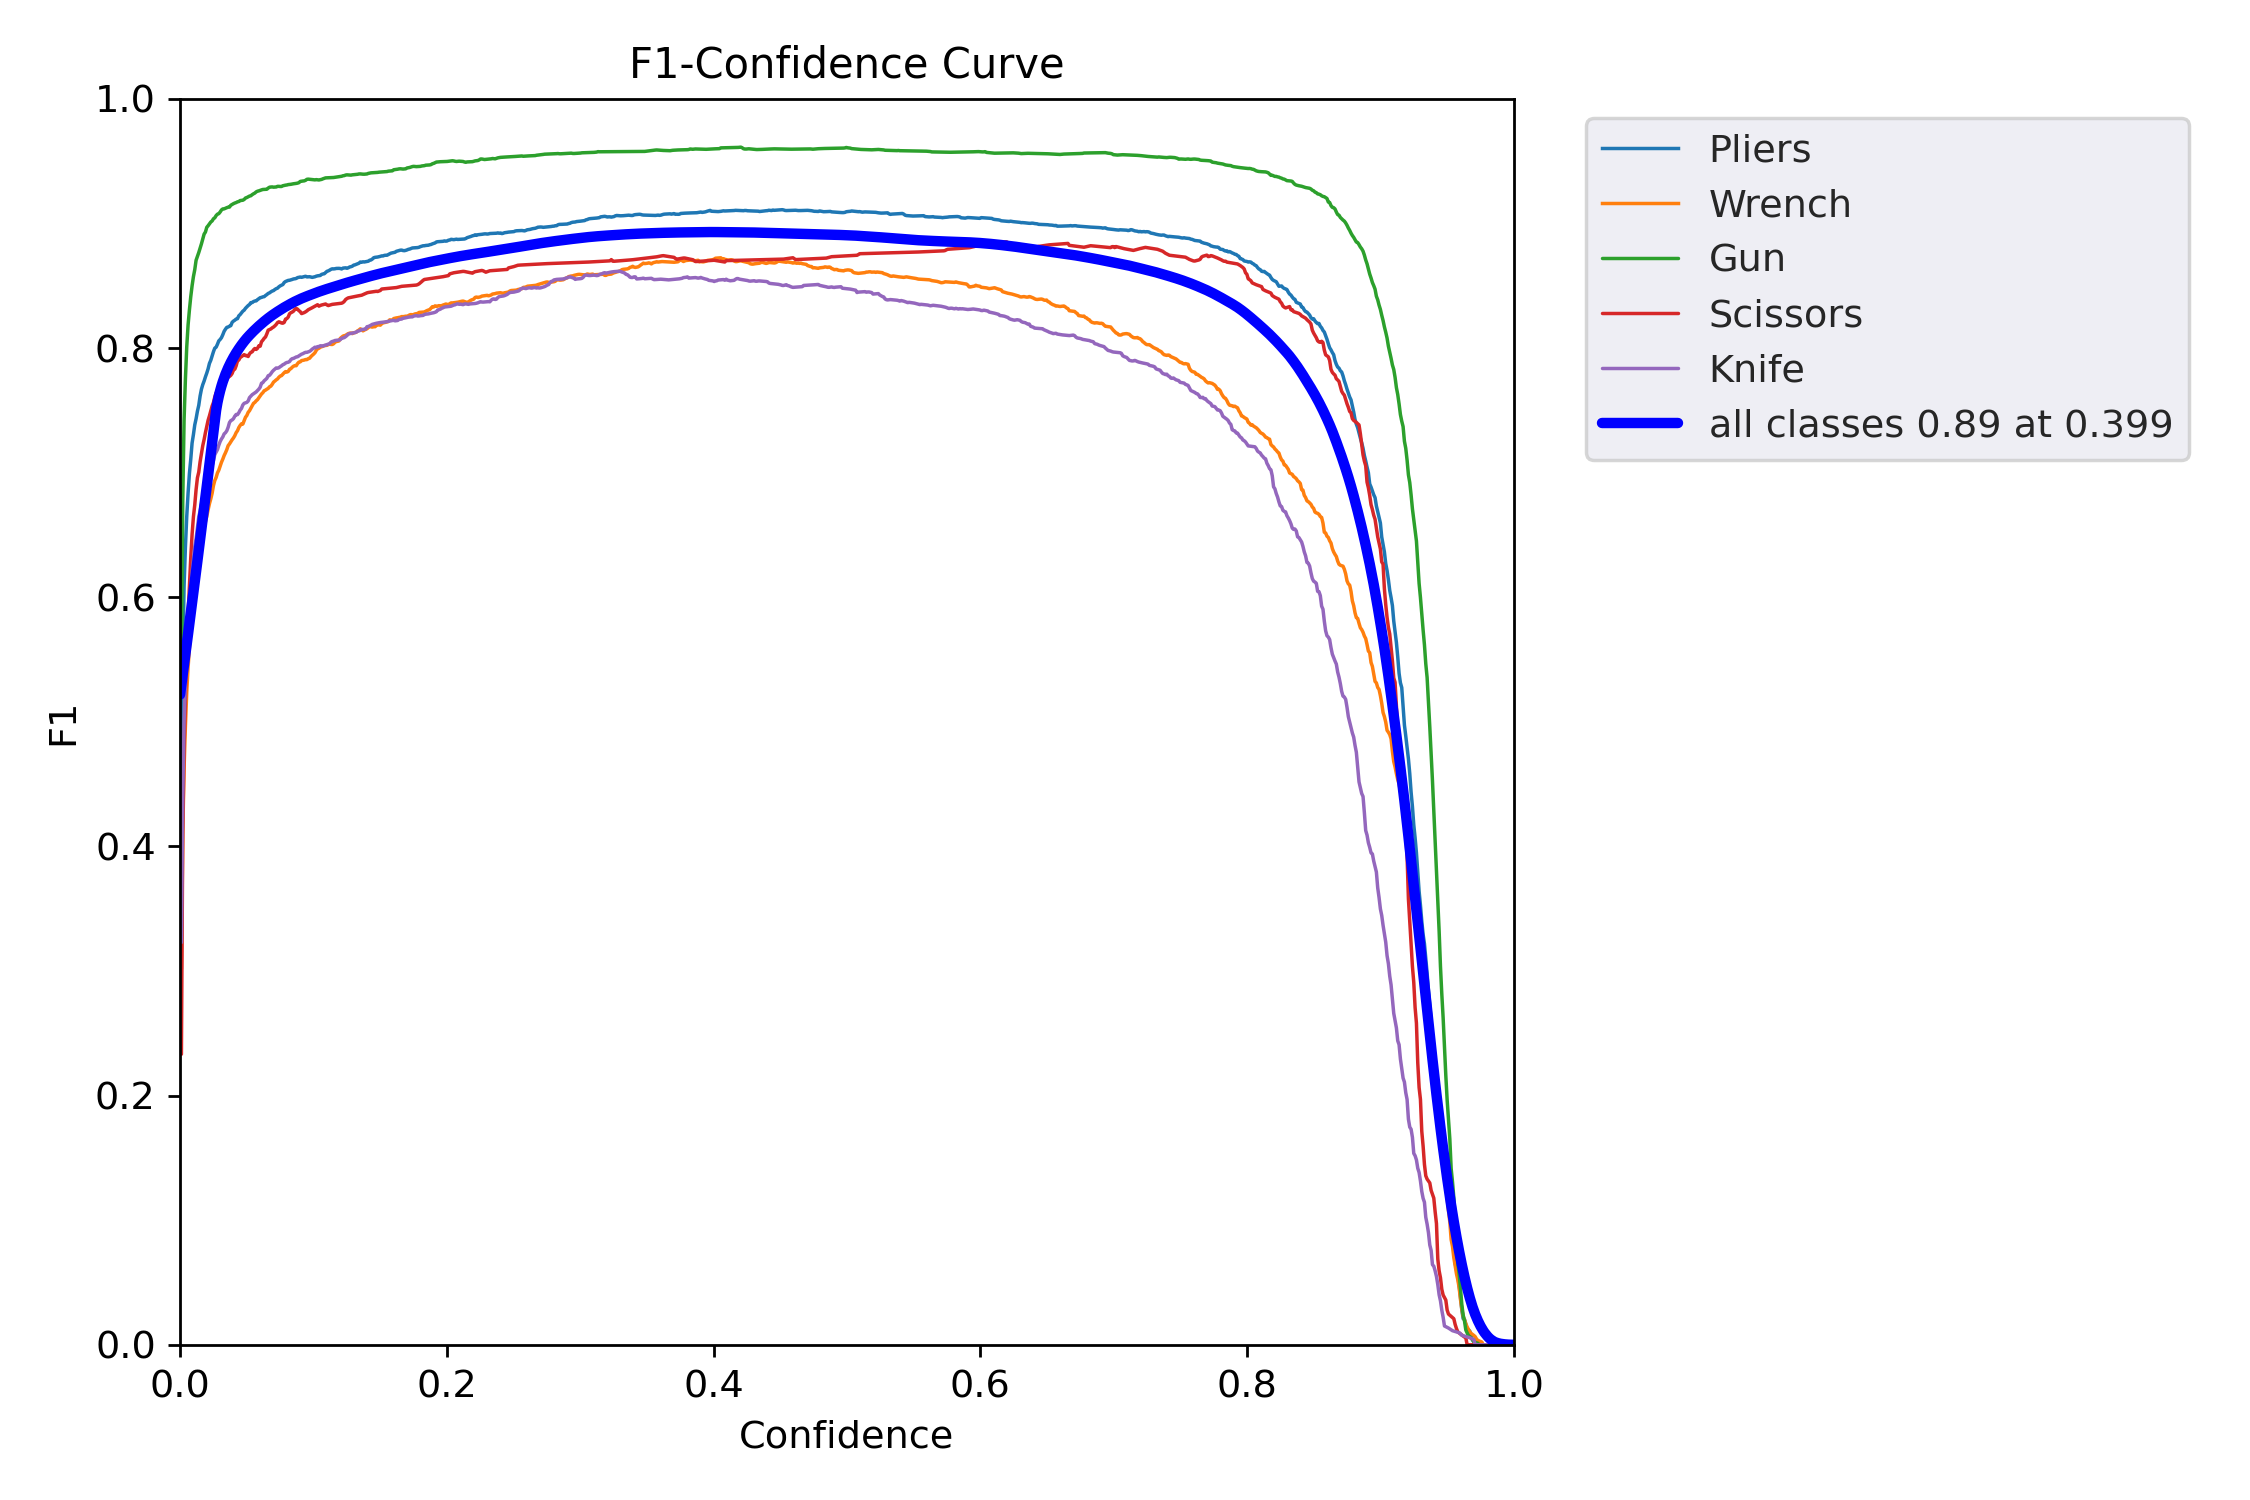 F1-Confidence Curve
1.0
0.8
0.6
0.4
0.2
0.0
F1
0.0 0.2 0.4 0.6 0.8 1.0
Confidence
Pliers
Wrench
Gun
Scissors
Knife
all classes 0.89 at 0.399